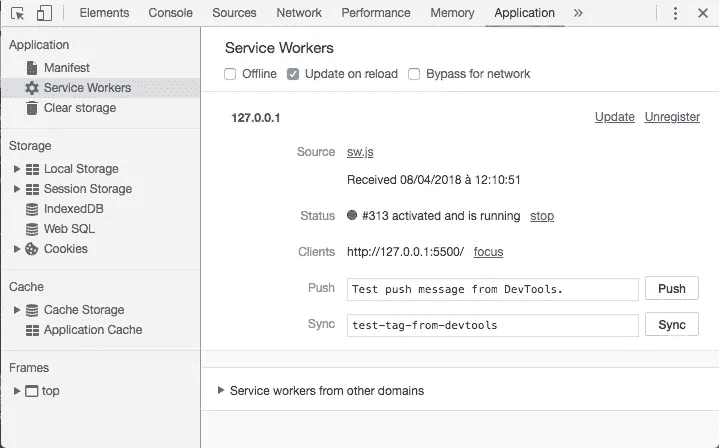 Elements Console Sources Network Performance Memory Application »
Application
Manifest
Service Workers
Clear storage
Storage
Local Storage
Session Storage
IndexedDB
Web SQL
Cookies
Cache
Cache Storage
Application Cache
Frames
top
Service Workers
Offline Update on reload Bypass for network
127.0.0.1 Update Unregister
Source sw.js
Received 08/04/2018 à 12:10:51
Status #313 activated and is running stop
Clients http://127.0.0.1:5500/ focus
Push Test push message from DevTools. Push
Sync test-tag-from-devtools Sync
Service workers from other domains